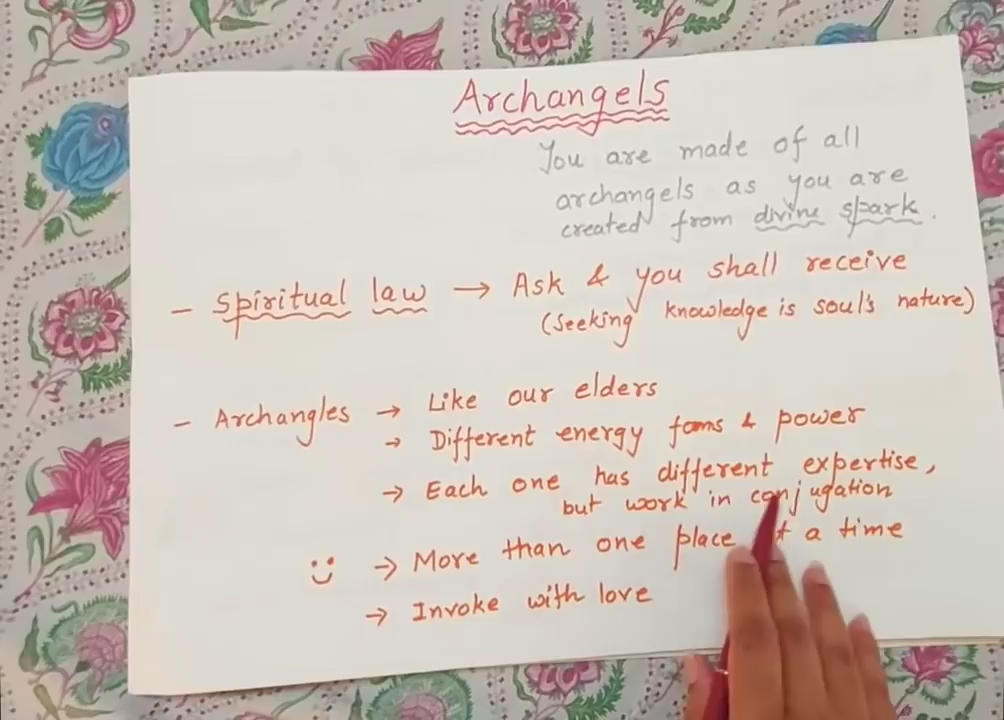 Archangels
You are made of all
archangels as you are
created from divine spark.
- Spiritual law → Ask & you shall receive
(Seeking knowledge is soul's nature)
- Archangles → Like our elders
→ Different energy foms & power
→ Each one has different expertise,
but work in conjugation
→ More than one place at a time
→ Invoke with love